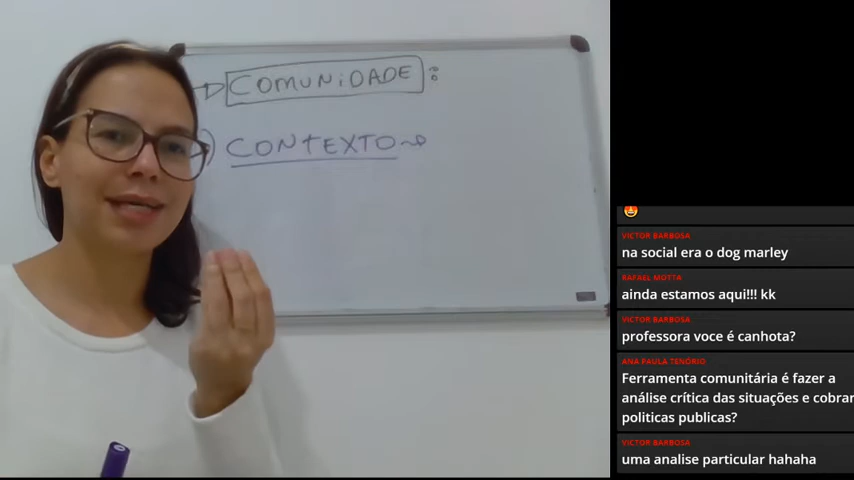 COMUNIDADE:
CONTEXTO
VICTOR BARBOSA
na social era o dog marley
RAFAEL MOTTA
ainda estamos aqui!!! kk
VICTOR BARBOSA
professora voce é canhota?
ANA PAULA TENÓRIO
Ferramenta comunitária é fazer a
análise crítica das situações e cobrar
politicas publicas?
VICTOR BARBOSA
uma analise particular hahaha